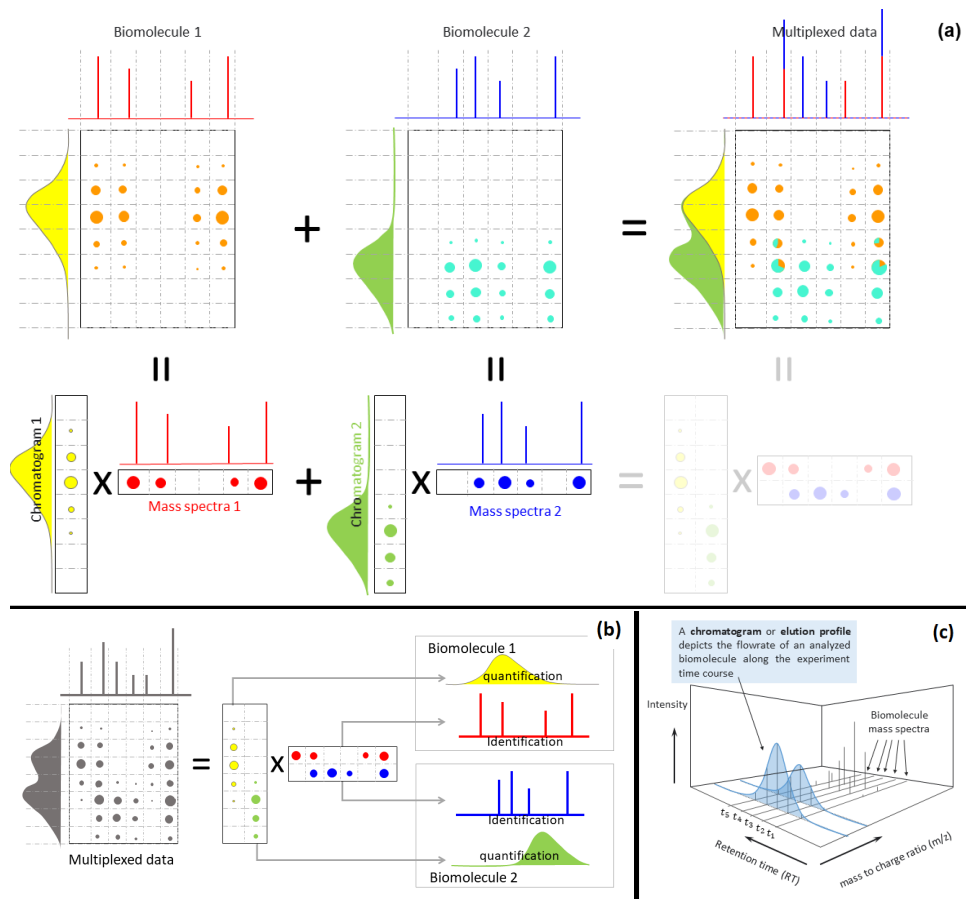 Biomolecule 1
Biomolecule 2
Multiplexed data
(a)
+
=
=
=
=
Chromatogram 1
X
Mass spectra 1
+
Chromatogram 2
X
Mass spectra 2
=
X
(b)
Multiplexed data
=
X
Biomolecule 1
quantification
Identification
Identification
quantification
Biomolecule 2
(c)
A chromatogram or elution profile
depicts the flowrate of an analyzed
biomolecule along the experiment
time course
Intensity
Biomolecule
mass spectra
t5 t4 t3 t2 t1
Retention time (RT)
mass to charge ratio (m/z)